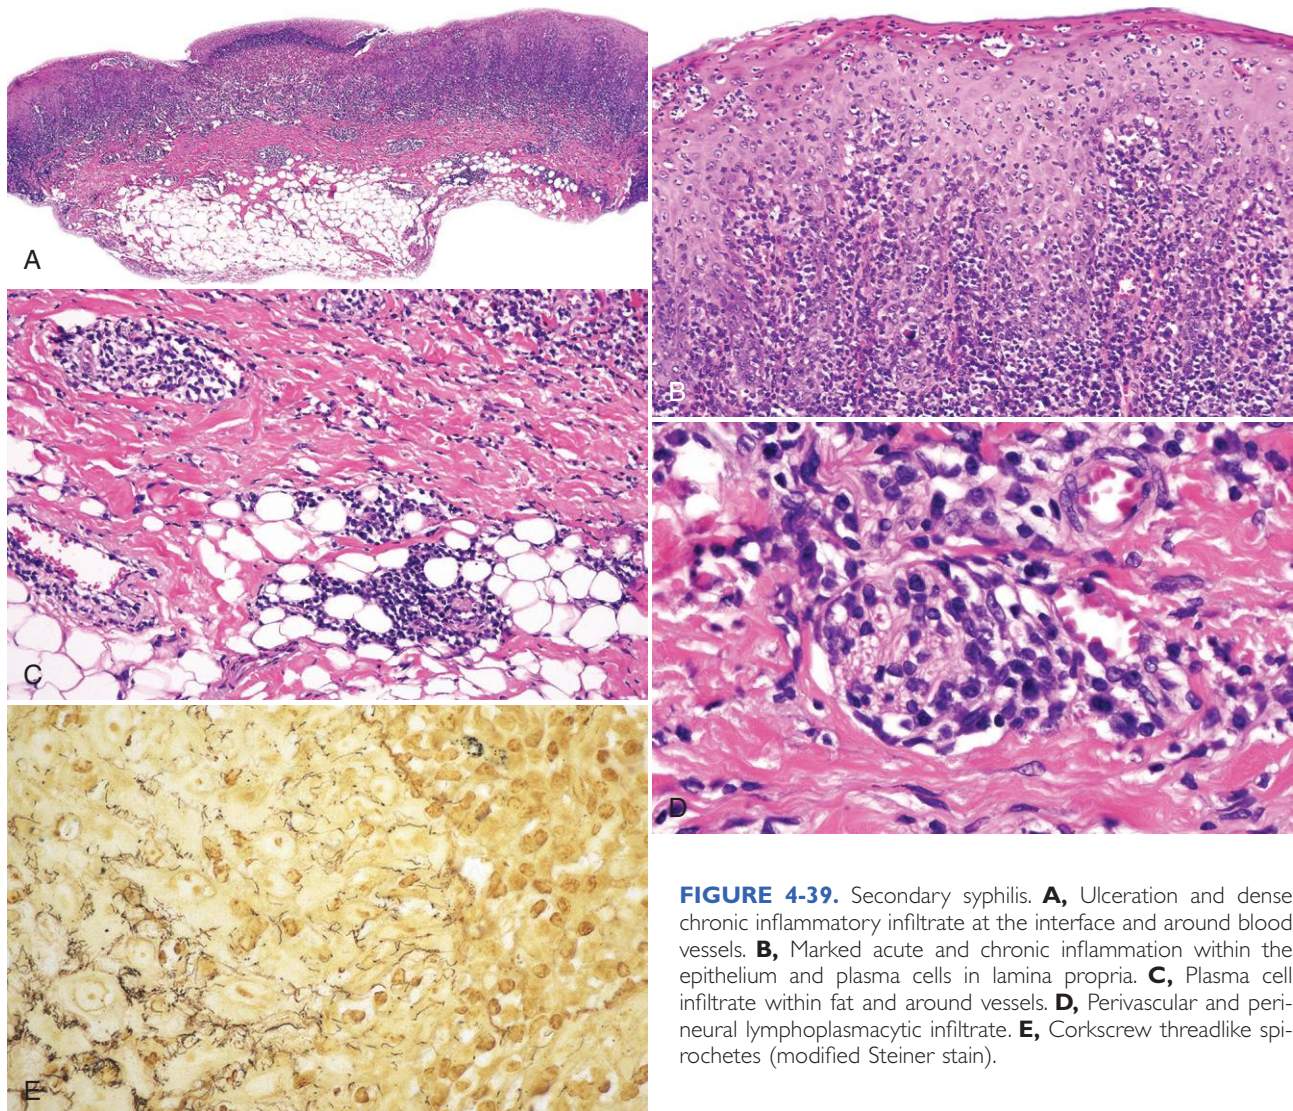 A
B
C
D
E
FIGURE 4-39. Secondary syphilis. A, Ulceration and dense
chronic inflammatory infiltrate at the interface and around blood
vessels. B, Marked acute and chronic inflammation within the
epithelium and plasma cells in lamina propria. C, Plasma cell
infiltrate within fat and around vessels. D, Perivascular and peri-
neural lymphoplasmacytic infiltrate. E, Corkscrew threadlike spi-
rochetes (modified Steiner stain).